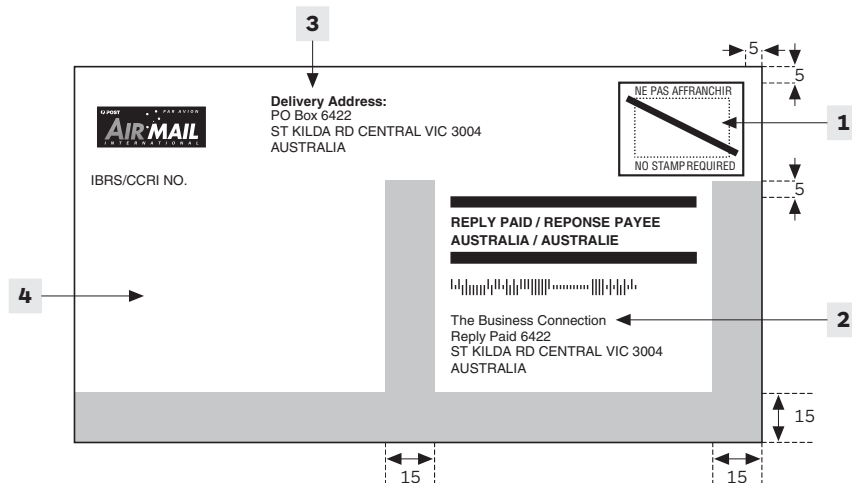 3
5
5
NE PAS AFFRANCHIR
NO STAMP REQUIRED
1
Delivery Address:
PO Box 6422
ST KILDA RD CENTRAL VIC 3004
AUSTRALIA
POST PAR AVION
AIR MAIL
INTERNATIONAL
IBRS/CCRI NO.
5
REPLY PAID / REPONSE PAYEE
AUSTRALIA / AUSTRALIE
4
2
The Business Connection
Reply Paid 6422
ST KILDA RD CENTRAL VIC 3004
AUSTRALIA
15
15
15